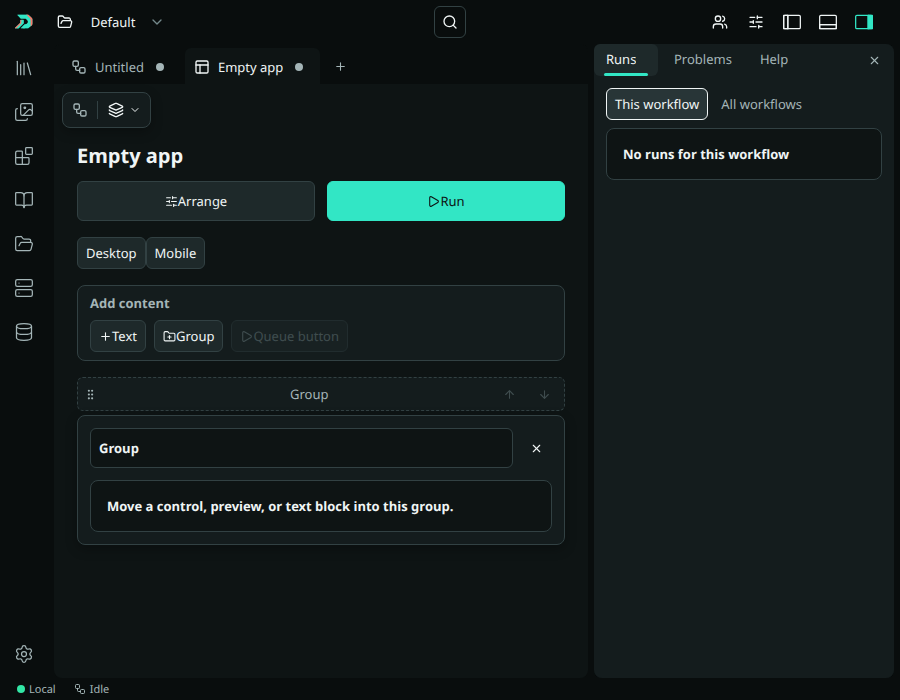 Default
Untitled
Empty app
Empty app
Arrange
Run
Desktop
Mobile
Add content
Text
Group
Queue button
Group
Group
Move a control, preview, or text block into this group.
Runs
Problems
Help
This workflow
All workflows
No runs for this workflow
Local
Idle